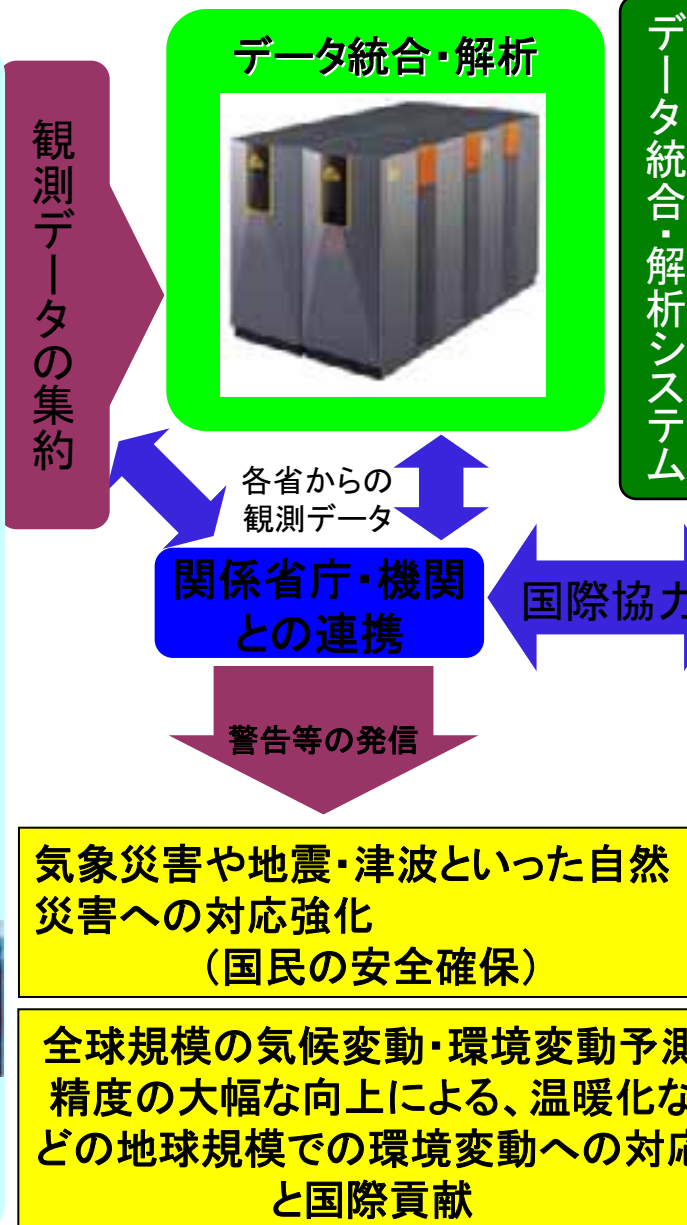 データ統合・解析
データ統合・解析システム
観測データの集約
各省からの
観測データ
関係省庁・機関
との連携
国際協力
警告等の発信
気象災害や地震・津波といった自然
災害への対応強化
（国民の安全確保）
全球規模の気候変動・環境変動予測
精度の大幅な向上による、温暖化な
どの地球規模での環境変動への対応
と国際貢献